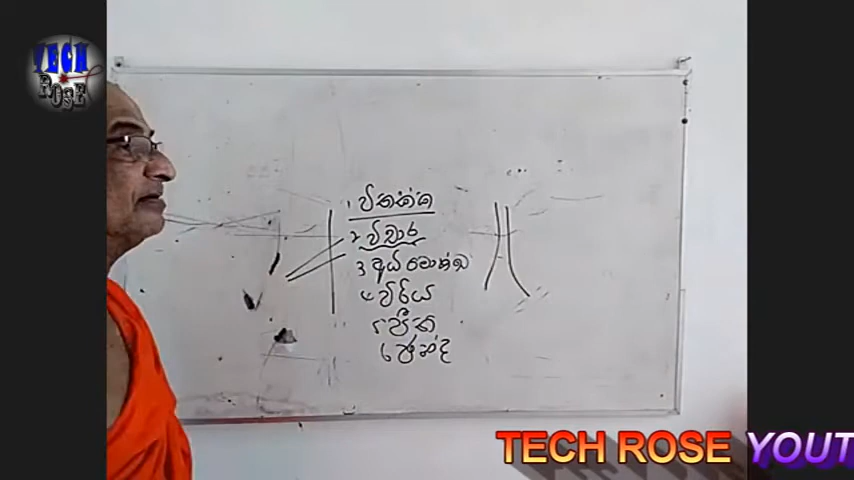 TECH
ROSE
1 විතක්ක
2 විචාර
3 අධිමොක්ඛ
4 විරිය
5 පීති
6 ඡන්ද
TECH ROSE YOUT